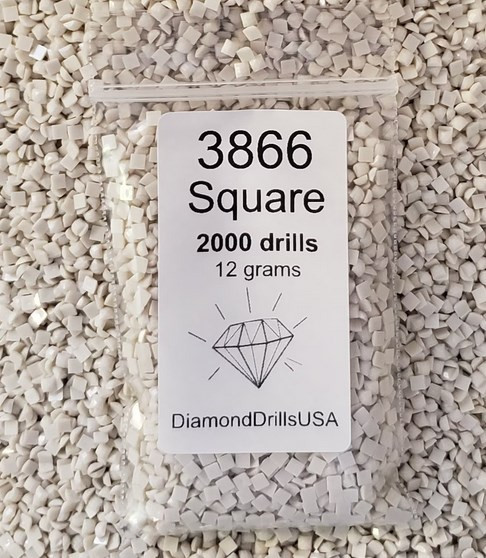 3866
Square
2000 drills
12 grams
DiamondDrillsUSA